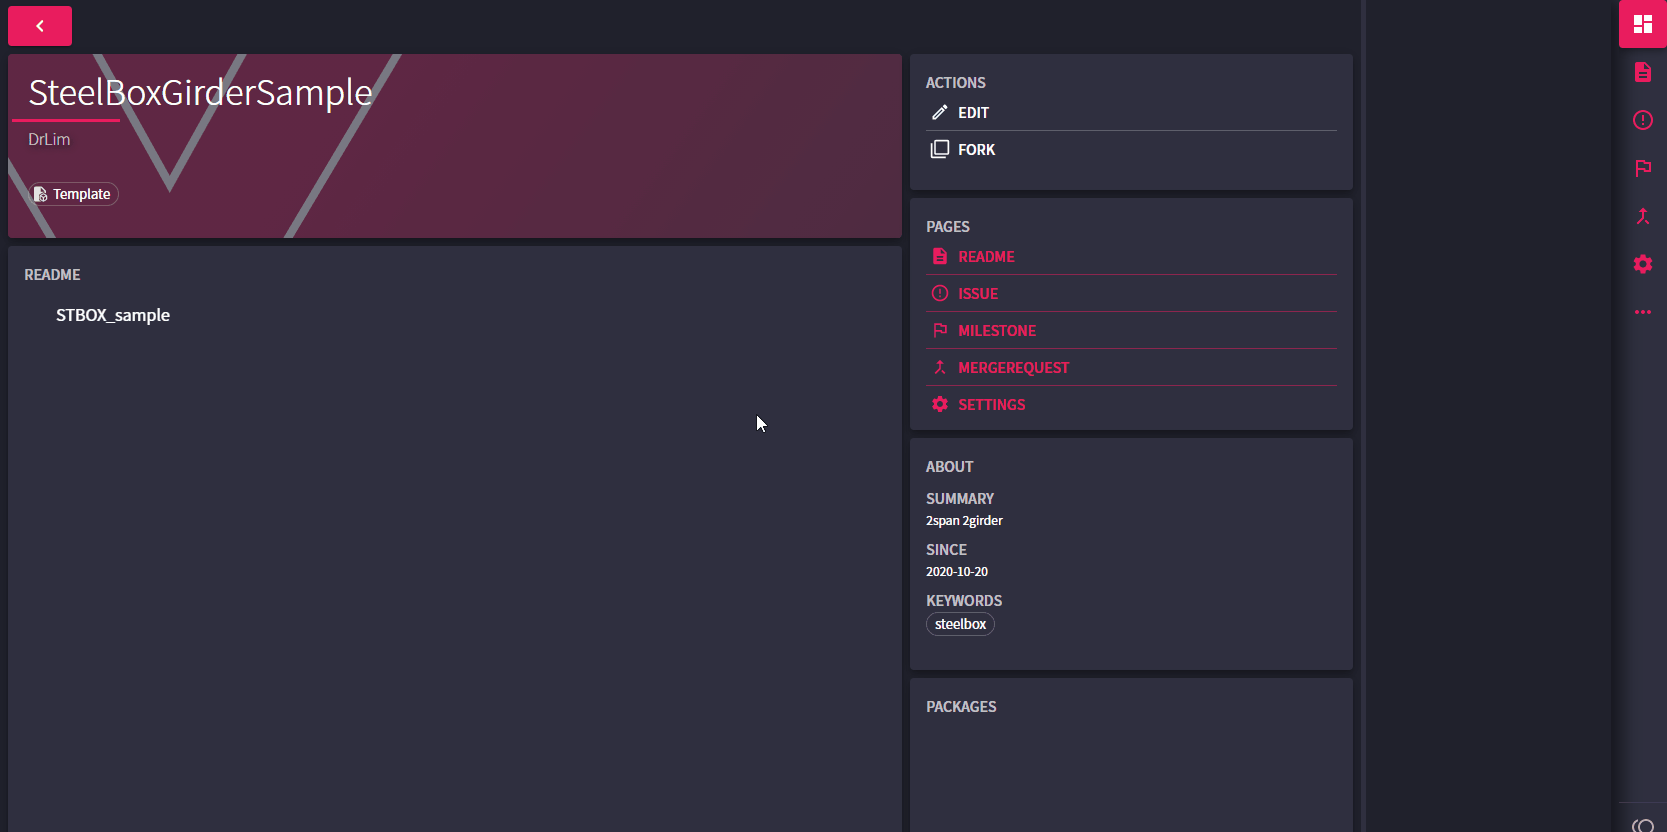 SteelBoxGirderSample
DrLim
Template
README
STBOX_sample
ACTIONS
EDIT
FORK
PAGES
README
ISSUE
MILESTONE
MERGEREQUEST
SETTINGS
ABOUT
SUMMARY
2span 2girder
SINCE
2020-10-20
KEYWORDS
steelbox
PACKAGES